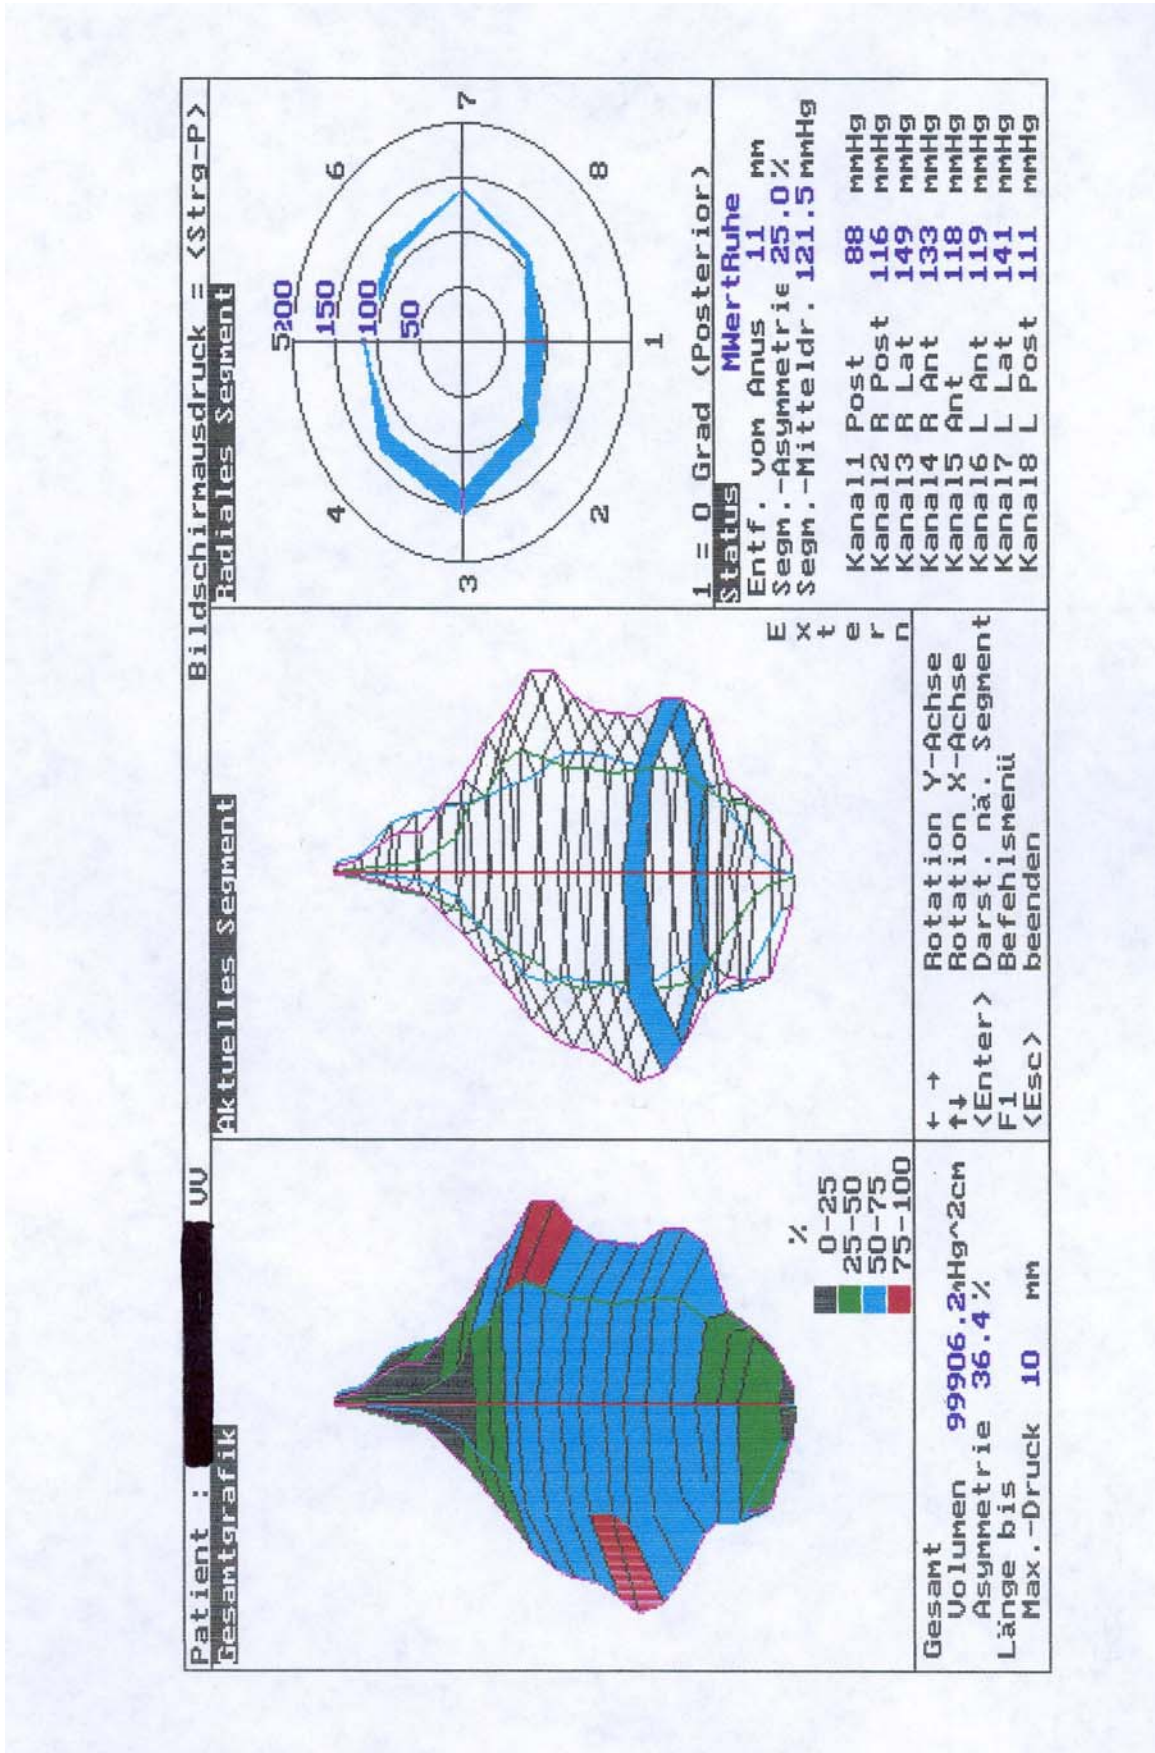 Patient : VV Bildschirmausdruck = <Strg-P>
Gesamtgrafik
%
0-25
25-50
50-75
75-100
Gesamt
Volumen 99906.2mHg^2cm
Asymmetrie 36.4 %
Länge bis
Max.-Druck 10 mm
Aktuelles Segment
E
x
t
e
r
n
← → Rotation Y-Achse
↑↓ Rotation X-Achse
<Enter> Darst. nä. Segment
F1 Befehlsmenü
<Esc> beenden
Radiales Segment
5 200
150
100
50
4
6
3
7
2
8
1
1 = 0 Grad (Posterior)
Status MWertRuhe
Entf. vom Anus 11 mm
Segm.-Asymmetrie 25.0 %
Segm.-Mitteldr. 121.5 mmHg
Kanal1 Post 88 mmHg
Kanal2 R Post 116 mmHg
Kanal3 R Lat 149 mmHg
Kanal4 R Ant 133 mmHg
Kanal5 Ant 118 mmHg
Kanal6 L Ant 119 mmHg
Kanal7 L Lat 141 mmHg
Kanal8 L Post 111 mmHg